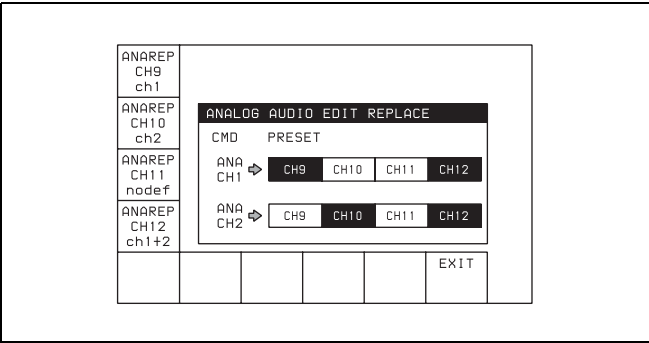 ANAREP
CH9
ch1
ANAREP
CH10
ch2
ANAREP
CH11
nodef
ANAREP
CH12
ch1+2
ANALOG AUDIO EDIT REPLACE
CMD PRESET
ANA
CH1
CH9 CH10 CH11 CH12
ANA
CH2
CH9 CH10 CH11 CH12
EXIT